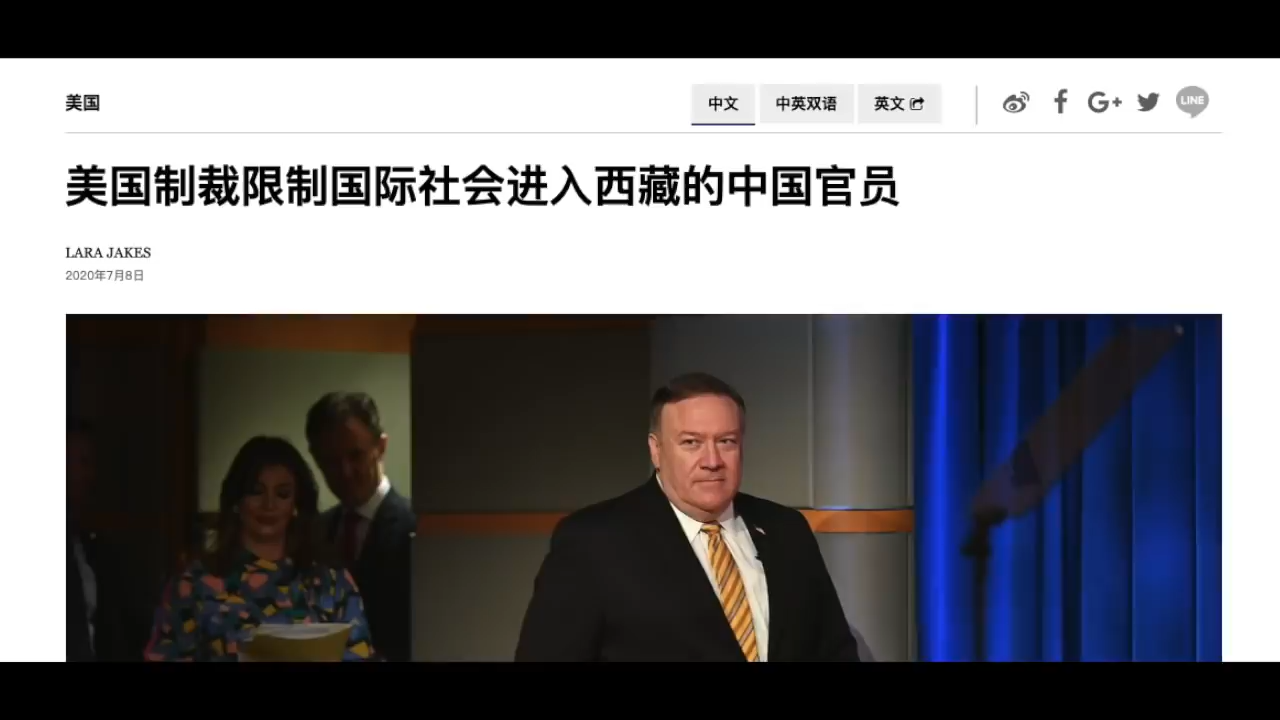 美国
中文 中英双语 英文
G+ LINE
美国制裁限制国际社会进入西藏的中国官员
LARA JAKES
2020年7月8日